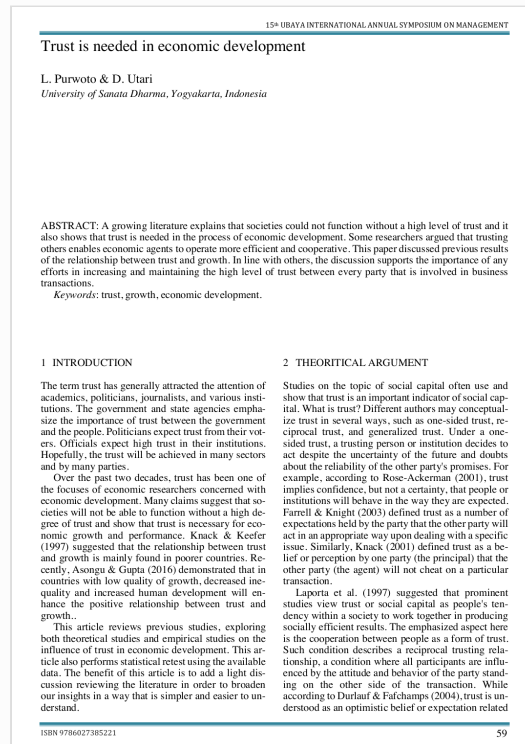 15th UBAYA INTERNATIONAL ANNUAL SYMPOSIUM ON MANAGEMENT
Trust is needed in economic development
L. Purwoto & D. Utari
University of Sanata Dharma, Yogyakarta, Indonesia
ABSTRACT: A growing literature explains that societies could not function without a high level of trust and it
also shows that trust is needed in the process of economic development. Some researchers argued that trusting
others enables economic agents to operate more efficient and cooperative. This paper discussed previous results
of the relationship between trust and growth. In line with others, the discussion supports the importance of any
efforts in increasing and maintaining the high level of trust between every party that is involved in business
transactions.
Keywords: trust, growth, economic development.
1 INTRODUCTION
The term trust has generally attracted the attention of
academics, politicians, journalists, and various insti-
tutions. The government and state agencies empha-
size the importance of trust between the government
and the people. Politicians expect trust from their vot-
ers. Officials expect high trust in their institutions.
Hopefully, the trust will be achieved in many sectors
and by many parties.
Over the past two decades, trust has been one of
the focuses of economic researchers concerned with
economic development. Many claims suggest that so-
cieties will not be able to function without a high de-
gree of trust and show that trust is necessary for eco-
nomic growth and performance. Knack & Keefer
(1997) suggested that the relationship between trust
and growth is mainly found in poorer countries. Re-
cently, Asongu & Gupta (2016) demonstrated that in
countries with low quality of growth, decreased ine-
quality and increased human development will en-
hance the positive relationship between trust and
growth..
This article reviews previous studies, exploring
both theoretical studies and empirical studies on the
influence of trust in economic development. This ar-
ticle also performs statistical retest using the available
data. The benefit of this article is to add a light dis-
cussion reviewing the literature in order to broaden
our insights in a way that is simpler and easier to un-
derstand.
2 THEORITICAL ARGUMENT
Studies on the topic of social capital often use and
show that trust is an important indicator of social cap-
ital. What is trust? Different authors may conceptual-
ize trust in several ways, such as one-sided trust, re-
ciprocal trust, and generalized trust. Under a one-
sided trust, a trusting person or institution decides to
act despite the uncertainty of the future and doubts
about the reliability of the other party's promises. For
example, according to Rose-Ackerman (2001), trust
implies confidence, but not a certainty, that people or
institutions will behave in the way they are expected.
Farrell & Knight (2003) defined trust as a number of
expectations held by the party that the other party will
act in an appropriate way upon dealing with a specific
issue. Similarly, Knack (2001) defined trust as a be-
lief or perception by one party (the principal) that the
other party (the agent) will not cheat on a particular
transaction.
Laporta et al. (1997) suggested that prominent
studies view trust or social capital as people's ten-
dency within a society to work together in producing
socially efficient results. The emphasized aspect here
is the cooperation between people as a form of trust.
Such condition describes a reciprocal trusting rela-
tionship, a condition where all participants are influ-
enced by the attitude and behavior of the party stand-
ing on the other side of the transaction. While
according to Durlauf & Fafchamps (2004), trust is un-
derstood as an optimistic belief or expectation related
ISBN 9786027385221
59